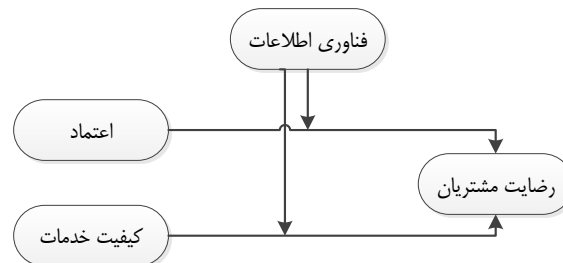 فناوری اطلاعات
اعتماد
رضایت مشتریان
کیفیت خدمات